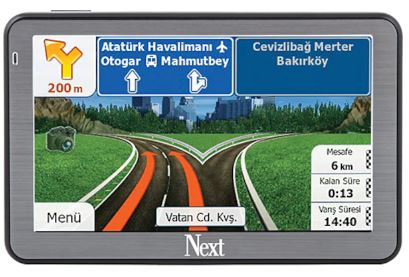 200 m
Atatürk Havalimanı
Otogar Mahmutbey
Cevizlibağ Merter
Bakırköy
Mesafe
6 km
Kalan Süre
0:13
Varış Süresi
14:40
Menü
Vatan Cd. Kvş.
Next